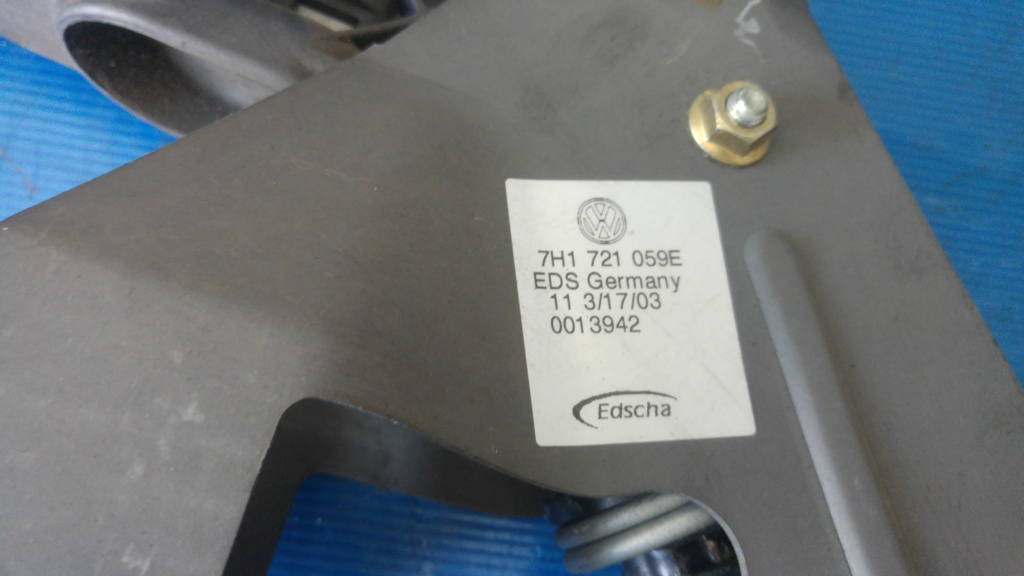 7H1 721 059E
EDS Germany
11 3/17/03
0013942
Edscha